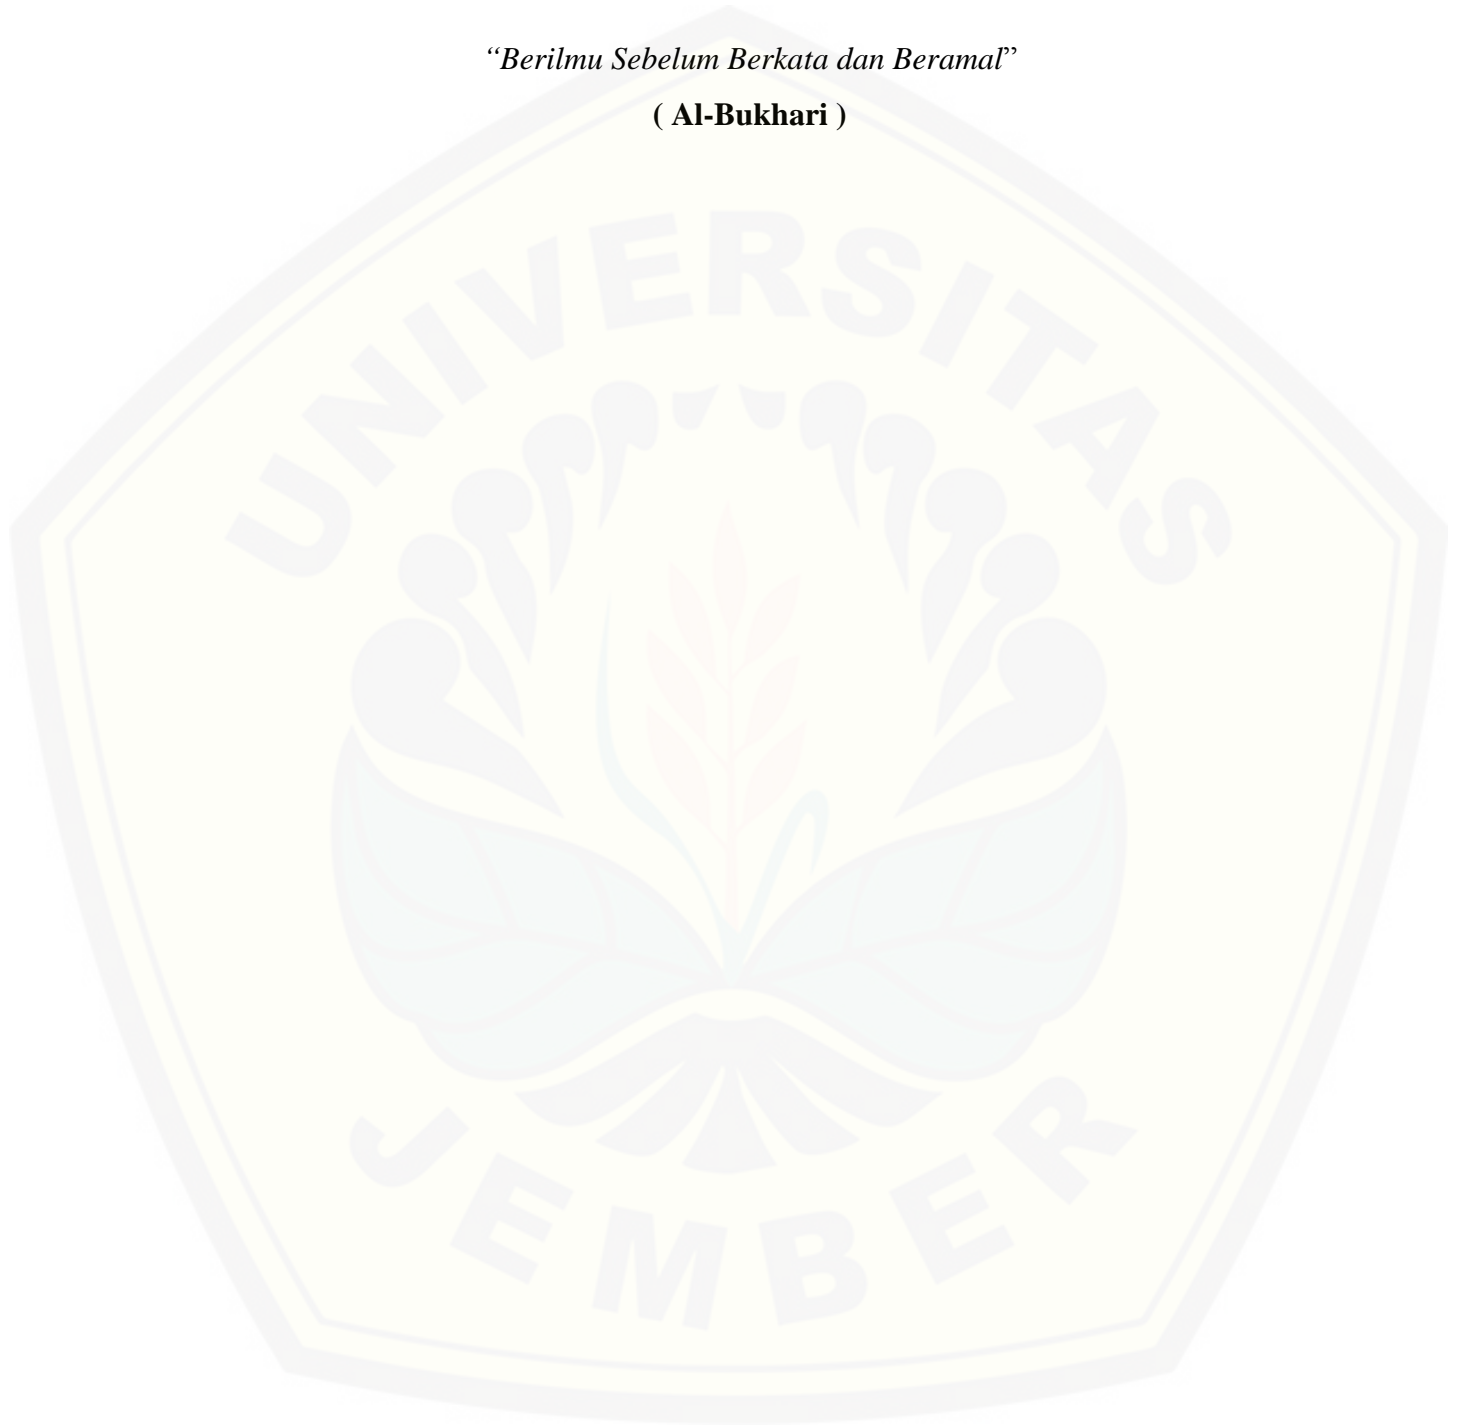 “Berilmu Sebelum Berkata dan Beramal”
( Al-Bukhari )
UNIVERSITAS
JEMBER